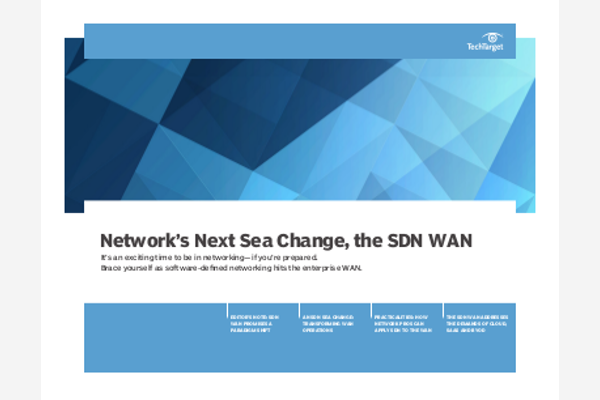 TechTarget
Network's Next Sea Change, the SDN WAN
It's an exciting time to be in networking—if you're prepared.
Brace yourself as software-defined networking hits the enterprise WAN.
EDITOR'S NOTE: SDN
WAN PROMISES A
PARADIGM SHIFT
AN SDN SEA CHANGE:
TRANSFORMING WAN
OPERATIONS
PRACTICALITIES: HOW
NETWORK PROS CAN
APPLY SDN TO THE WAN
THE SDN WAN ADDRESSES
THE DEMANDS OF CLOUD,
SAAS AND BYOD